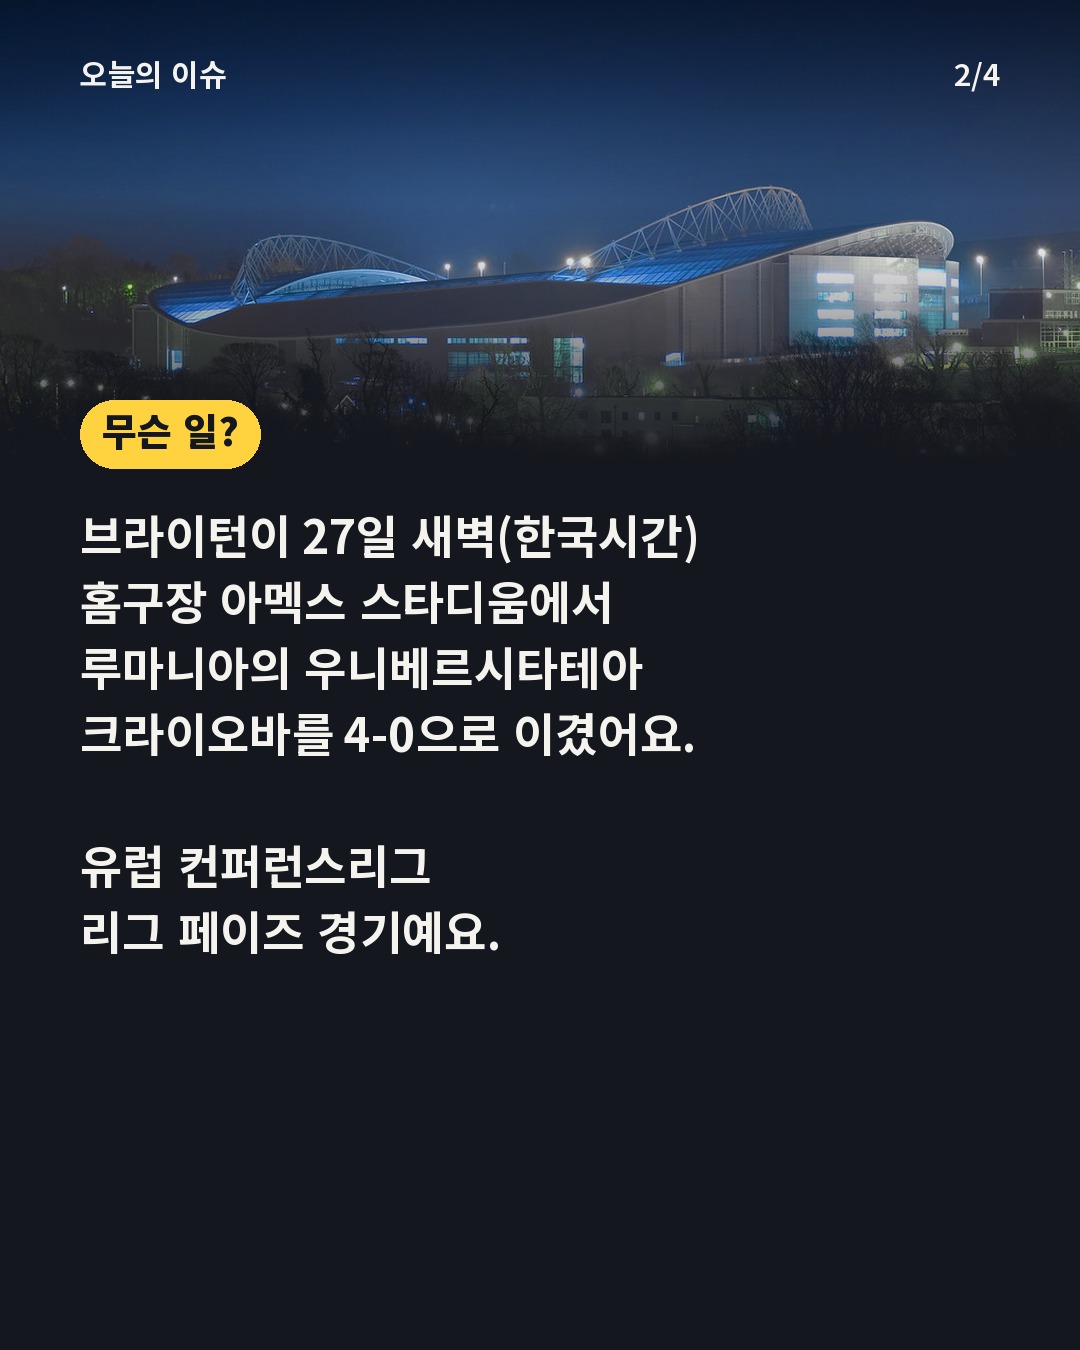 오늘의 이슈
2/4
무슨 일?
브라이턴이 27일 새벽(한국시간)
홈구장 아멕스 스타디움에서
루마니아의 우니베르시타테아
크라이오바를 4-0으로 이겼어요.
유럽 컨퍼런스리그
리그 페이즈 경기예요.